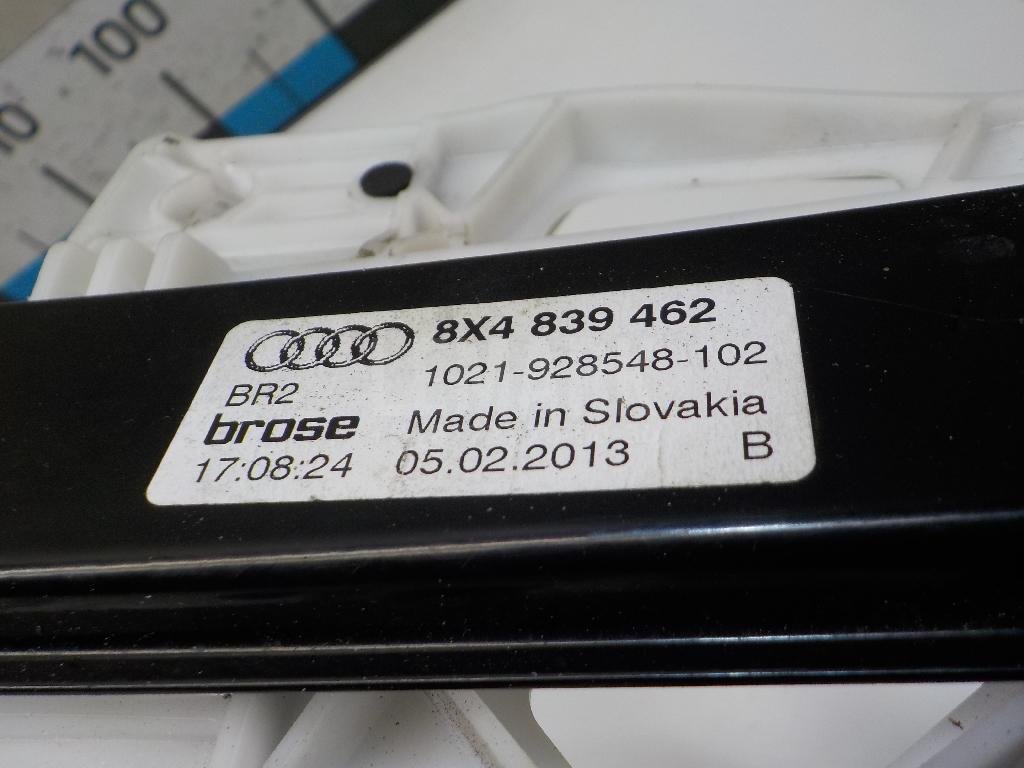 100
8X4 839 462
1021-928548-102
BR2
brose Made in Slovakia
17:08:24 05.02.2013 B